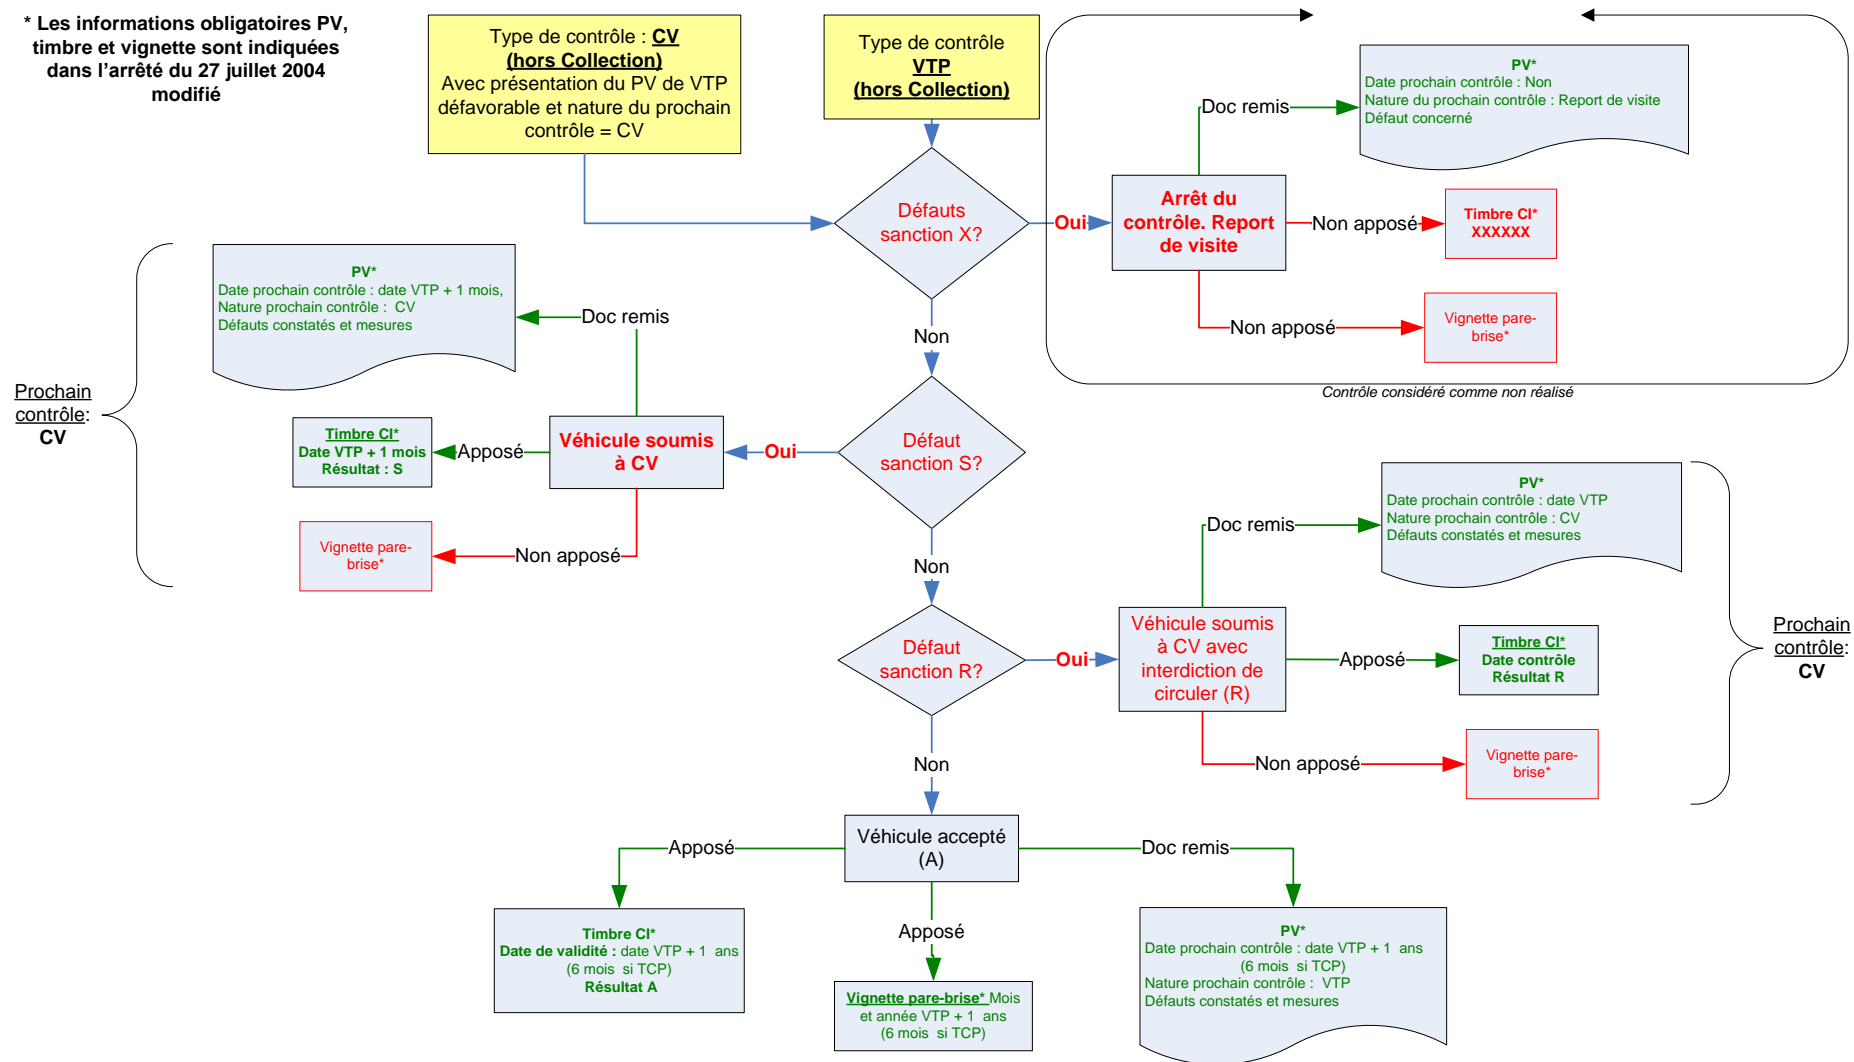 * Les informations obligatoires PV,
timbre et vignette sont indiquées
dans l'arrêté du 27 juillet 2004
modifié
Type de contrôle : CV
(hors Collection)
Avec présentation du PV de VTP
défavorable et nature du prochain
contrôle = CV
Type de contrôle
VTP
(hors Collection)
Défauts
sanction X?
Oui
Arrêt du
contrôle. Report
de visite
Doc remis
PV*
Date prochain contrôle : Non
Nature du prochain contrôle : Report de visite
Défaut concerné
Non apposé
Timbre CI*
XXXXXX
Non apposé
Vignette pare-
brise*
Contrôle considéré comme non réalisé
Non
Défaut
sanction S?
Oui
Véhicule soumis
à CV
Doc remis
PV*
Date prochain contrôle : date VTP + 1 mois,
Nature prochain contrôle : CV
Défauts constatés et mesures
Apposé
Timbre CI*
Date VTP + 1 mois
Résultat : S
Non apposé
Vignette pare-
brise*
Prochain
contrôle:
CV
Non
Défaut
sanction R?
Oui
Véhicule soumis
à CV avec
interdiction de
circuler (R)
Doc remis
PV*
Date prochain contrôle : date VTP
Nature prochain contrôle : CV
Défauts constatés et mesures
Apposé
Timbre CI*
Date contrôle
Résultat R
Non apposé
Vignette pare-
brise*
Prochain
contrôle:
CV
Non
Véhicule accepté
(A)
Apposé
Timbre CI*
Date de validité : date VTP + 1 ans
(6 mois si TCP)
Résultat A
Apposé
Vignette pare-brise* Mois
et année VTP + 1 ans
(6 mois si TCP)
Doc remis
PV*
Date prochain contrôle : date VTP + 1 ans
(6 mois si TCP)
Nature prochain contrôle : VTP
Défauts constatés et mesures